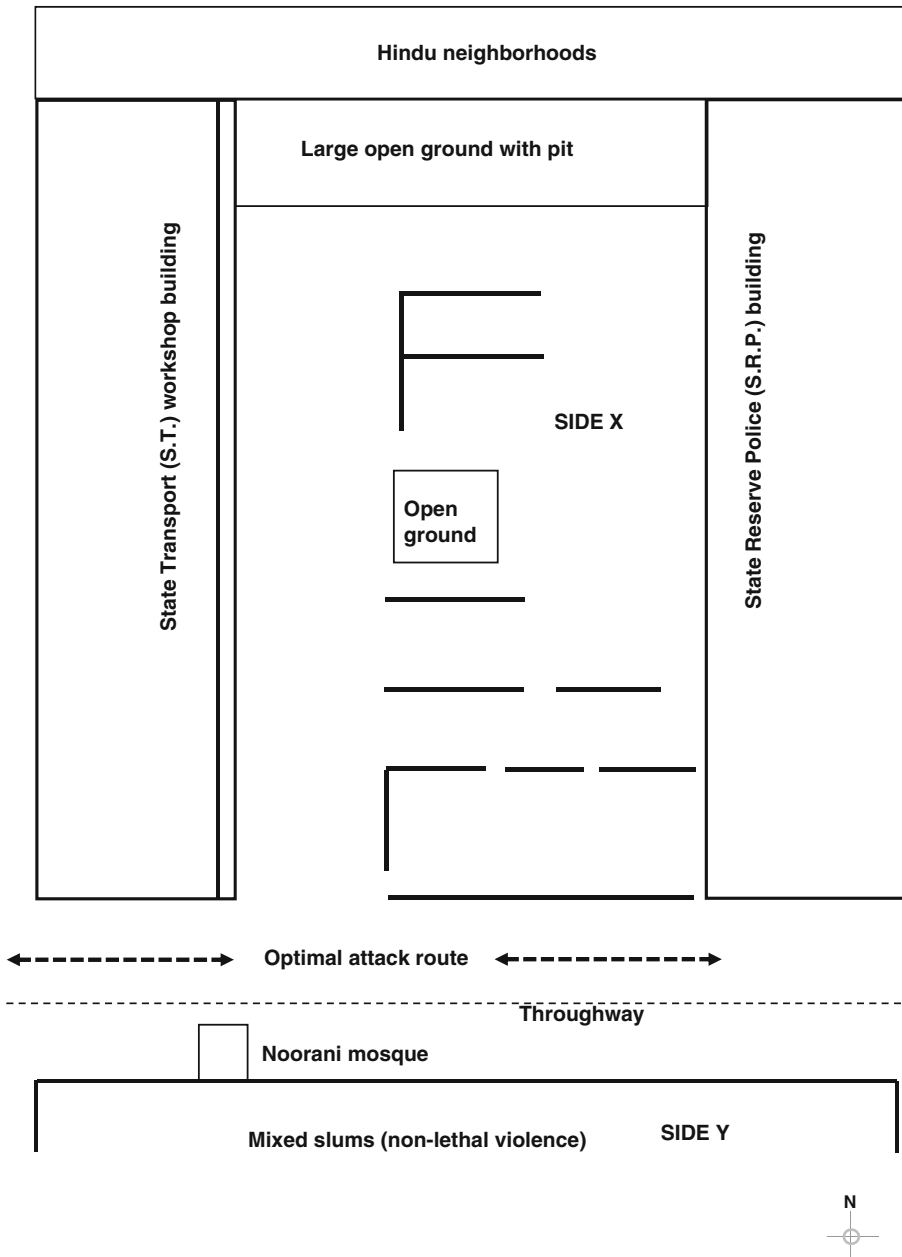 Hindu neighborhoods
Large open ground with pit
State Transport (S.T.) workshop building
State Reserve Police (S.R.P.) building
SIDE X
Open
ground
Optimal attack route
Throughway
Noorani mosque
Mixed slums (non-lethal violence)
SIDE Y
N